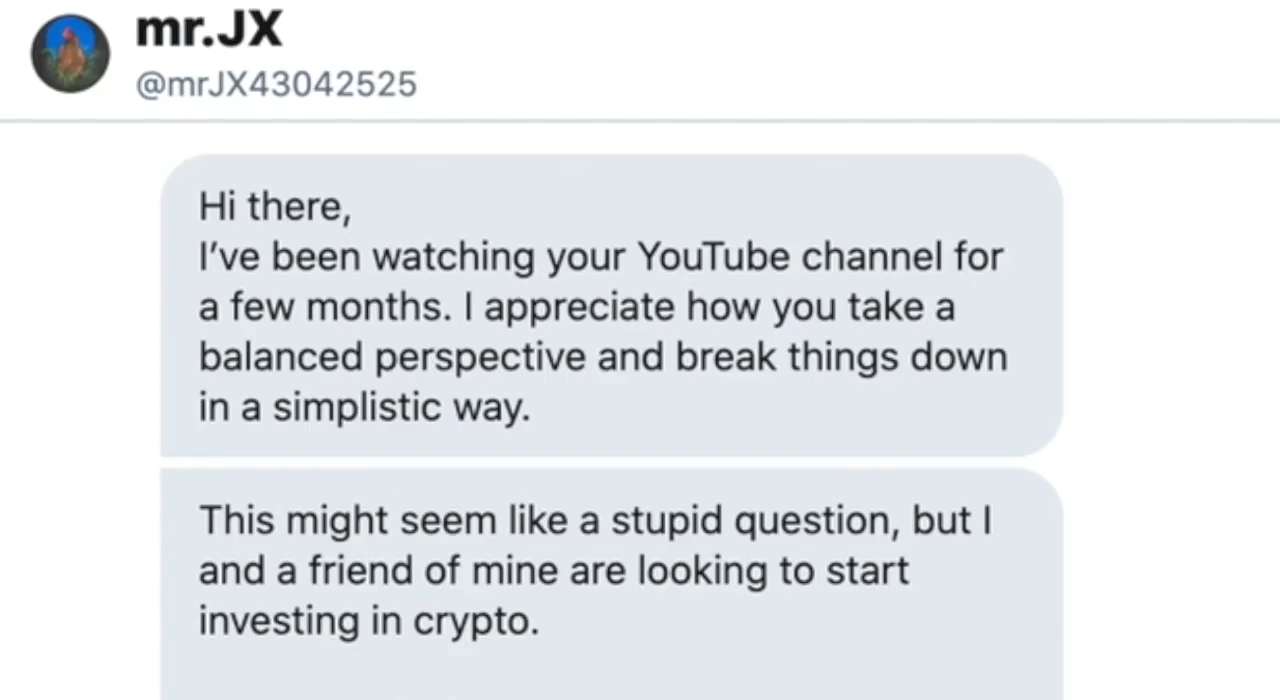 mr.JX
@mrJX43042525
Hi there,
I’ve been watching your YouTube channel for
a few months. I appreciate how you take a
balanced perspective and break things down
in a simplistic way.
This might seem like a stupid question, but I
and a friend of mine are looking to start
investing in crypto.